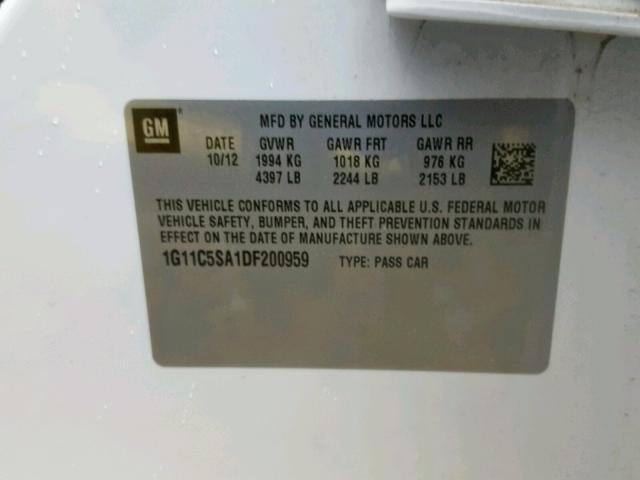 GM
MFD BY GENERAL MOTORS LLC
DATE GVWR GAWR FRT GAWR RR
10/12 1994 KG 1018 KG 976 KG
4397 LB 2244 LB 2153 LB
THIS VEHICLE CONFORMS TO ALL APPLICABLE U.S. FEDERAL MOTOR
VEHICLE SAFETY, BUMPER, AND THEFT PREVENTION STANDARDS IN
EFFECT ON THE DATE OF MANUFACTURE SHOWN ABOVE.
1G11C5SA1DF200959 TYPE: PASS CAR